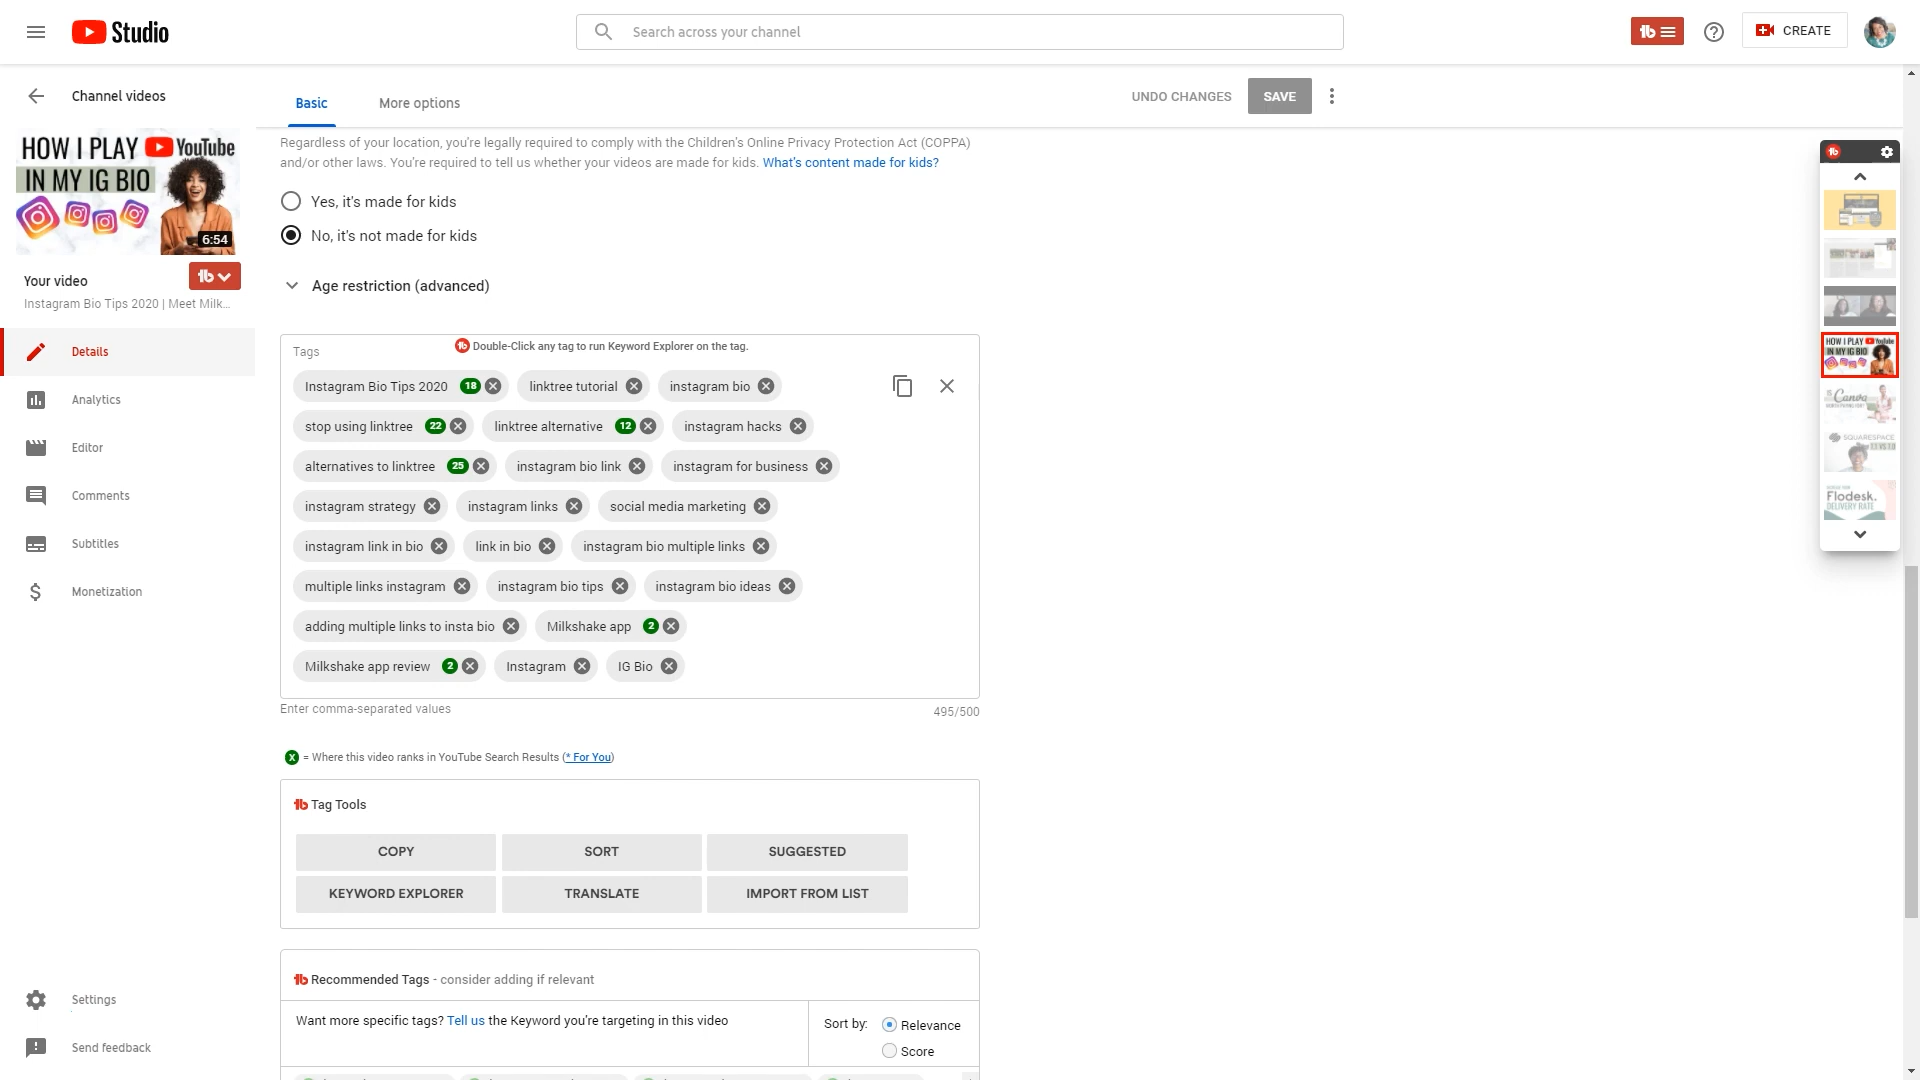 Studio
Search across your channel
CREATE
Channel videos
Basic
More options
UNDO CHANGES
SAVE
HOW I PLAY YouTube
IN MY IG BIO
6:54
Your video
Instagram Bio Tips 2020 | Meet Milk...
Details
Analytics
Editor
Comments
Subtitles
Monetization
Settings
Send feedback
Regardless of your location, you're legally required to comply with the Children's Online Privacy Protection Act (COPPA)
and/or other laws. You're required to tell us whether your videos are made for kids. What's content made for kids?
Yes, it's made for kids
No, it's not made for kids
Age restriction (advanced)
Tags
Double-Click any tag to run Keyword Explorer on the tag.
Instagram Bio Tips 2020 18 linktree tutorial instagram bio
stop using linktree 22 linktree alternative 12 instagram hacks
alternatives to linktree 25 instagram bio link instagram for business
instagram strategy instagram links social media marketing
instagram link in bio link in bio instagram bio multiple links
multiple links instagram instagram bio tips instagram bio ideas
adding multiple links to insta bio Milkshake app 2
Milkshake app review 2 Instagram IG Bio
Enter comma-separated values
495/500
X = Where this video ranks in YouTube Search Results (* For You)
tb Tag Tools
COPY SORT SUGGESTED
KEYWORD EXPLORER TRANSLATE IMPORT FROM LIST
tb Recommended Tags - consider adding if relevant
Want more specific tags? Tell us the Keyword you're targeting in this video
Sort by: Relevance
Score
HOW I PLAY YouTube
IN MY IG BIO
Canva
SQUARESPACE
Flodesk.
DELIVERY RATE